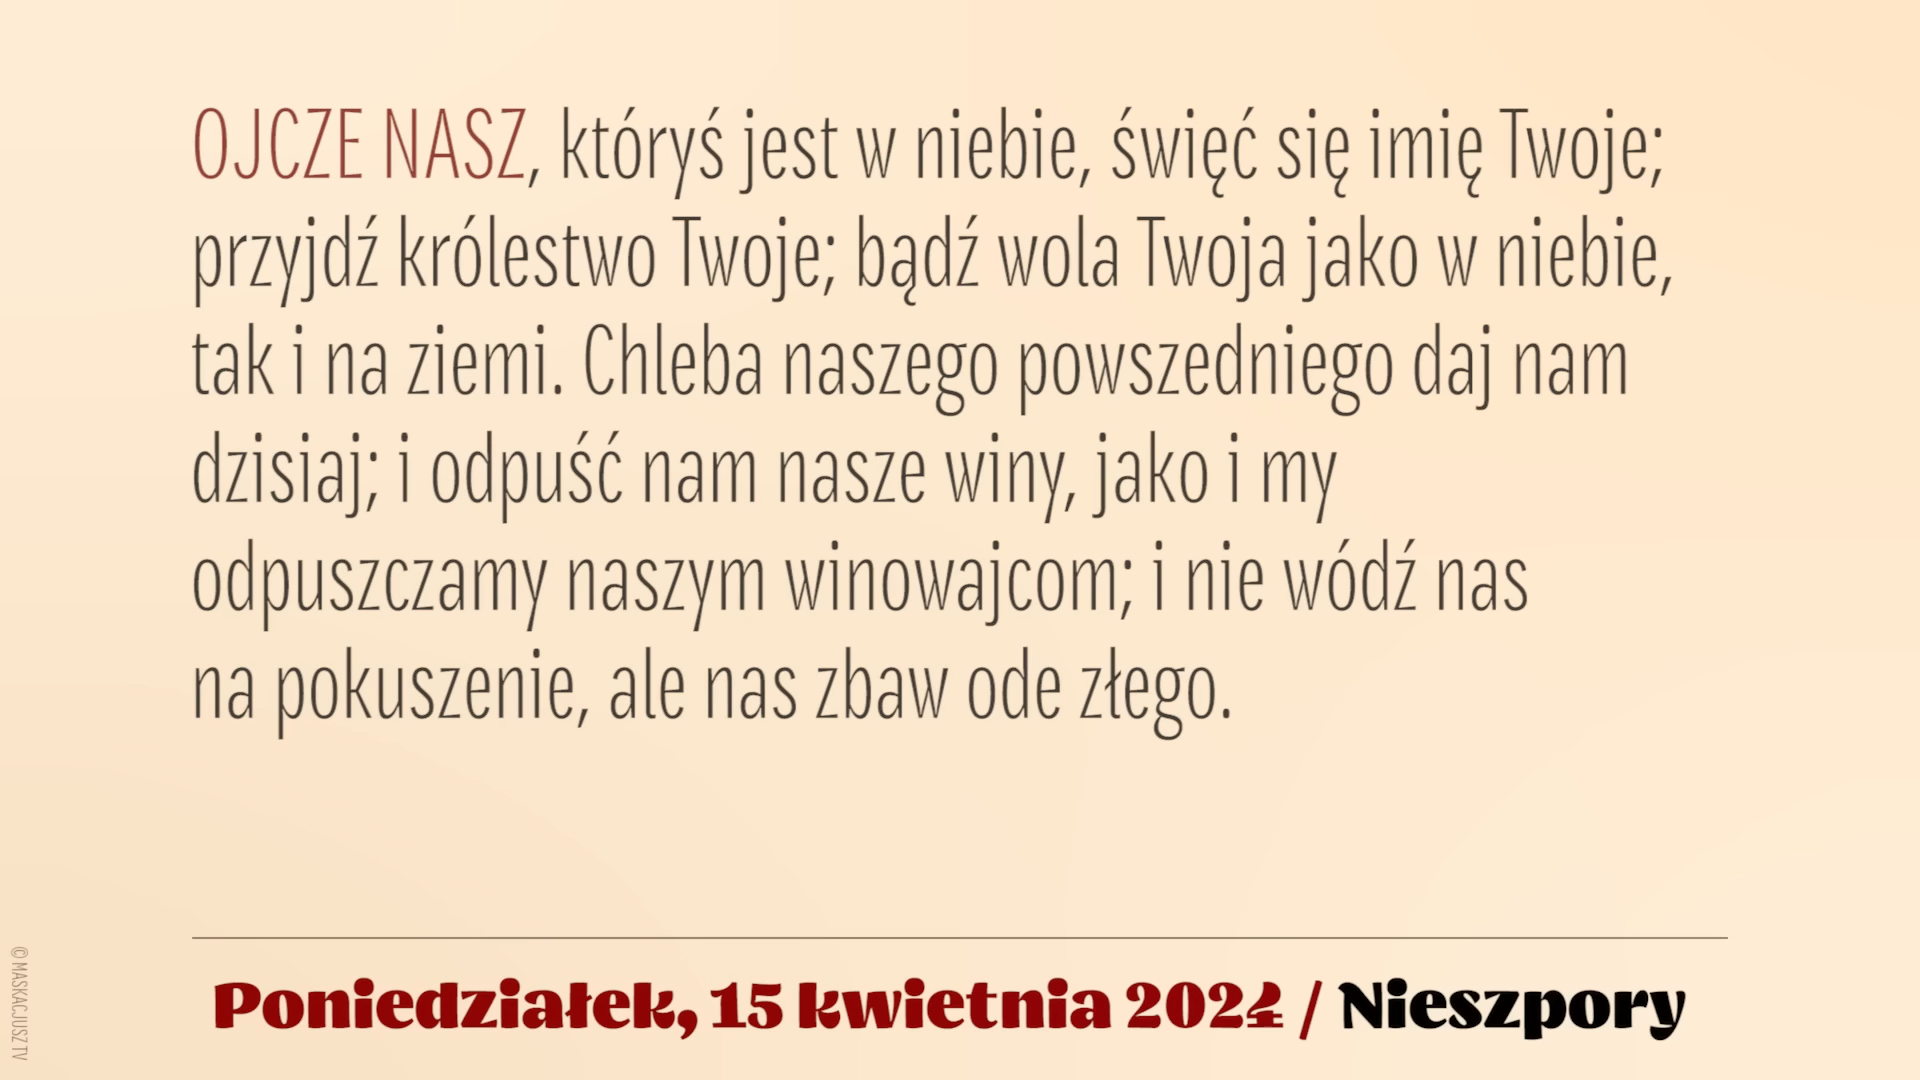 OJCZE NASZ, któryś jest w niebie, święć się imię Twoje;
przyjdź królestwo Twoje; bądź wola Twoja jako w niebie,
tak i na ziemi. Chleba naszego powszedniego daj nam
dzisiaj; i odpuść nam nasze winy, jako i my
odpuszczamy naszym winowajcom; i nie wódź nas
na pokuszenie, ale nas zbaw ode złego.
Poniedziałek, 15 kwietnia 2024 / Nieszpory
© MASKACJUSZ TV